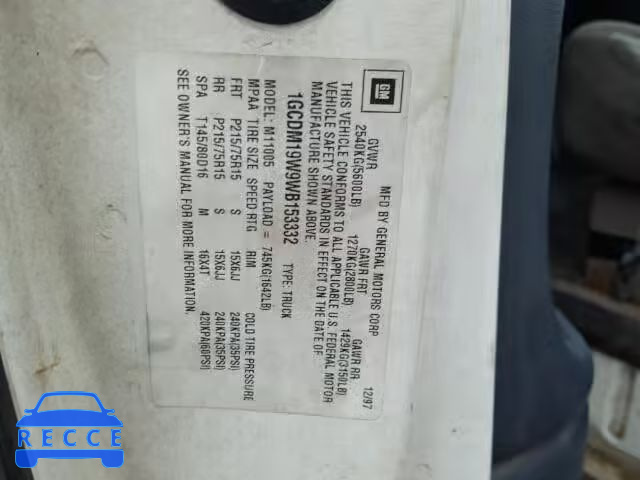 GM
MFD BY GENERAL MOTORS CORP 12/97
GVWR GAWR FRT GAWR RR
2540KG(5600LB) 1270KG(2800LB) 1429KG(3150LB)
THIS VEHICLE CONFORMS TO ALL APPLICABLE U.S. FEDERAL MOTOR
VEHICLE SAFETY STANDARDS IN EFFECT ON THE DATE OF
MANUFACTURE SHOWN ABOVE.
1GCDM19W9WB153332 TYPE: TRUCK
MODEL: M11005 PAYLOAD = 745KG(1642LB)
MPAA TIRE SIZE SPEED RTG RIM COLD TIRE PRESSURE
FRT P215/75R15 S 15X6JJ 240KPA(35PSI)
RR P215/75R15 S 15X6JJ 240KPA(35PSI)
SPA T145/80D16 M 16X4T 420KPA(60PSI)
SEE OWNER'S MANUAL FOR MORE INFORMATION.
RECCE